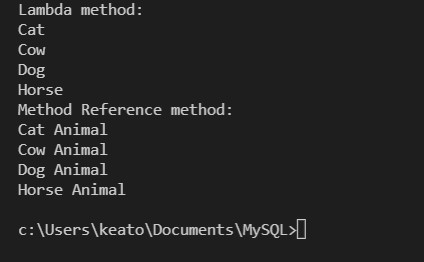 Lambda method:
Cat
Cow
Dog
Horse
Method Reference method:
Cat Animal
Cow Animal
Dog Animal
Horse Animal
c:\Users\keato\Documents\MySQL>